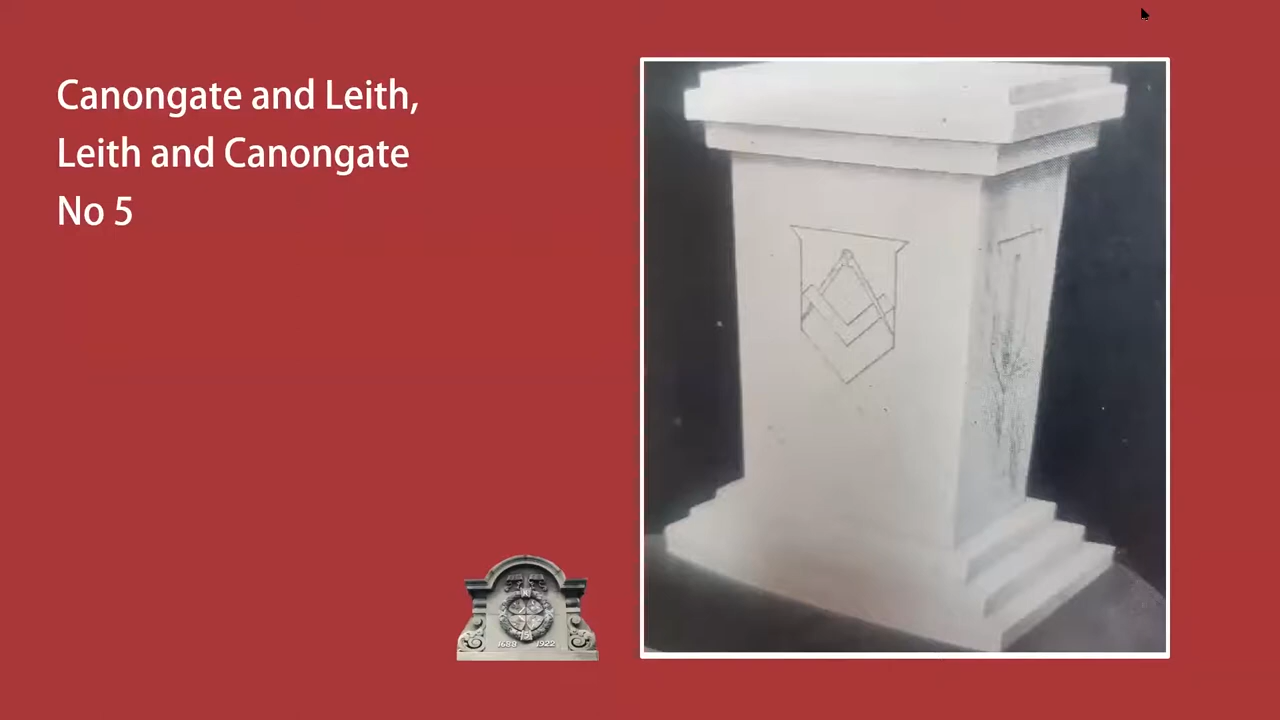 Canongate and Leith,
Leith and Canongate
No 5
1688 1922